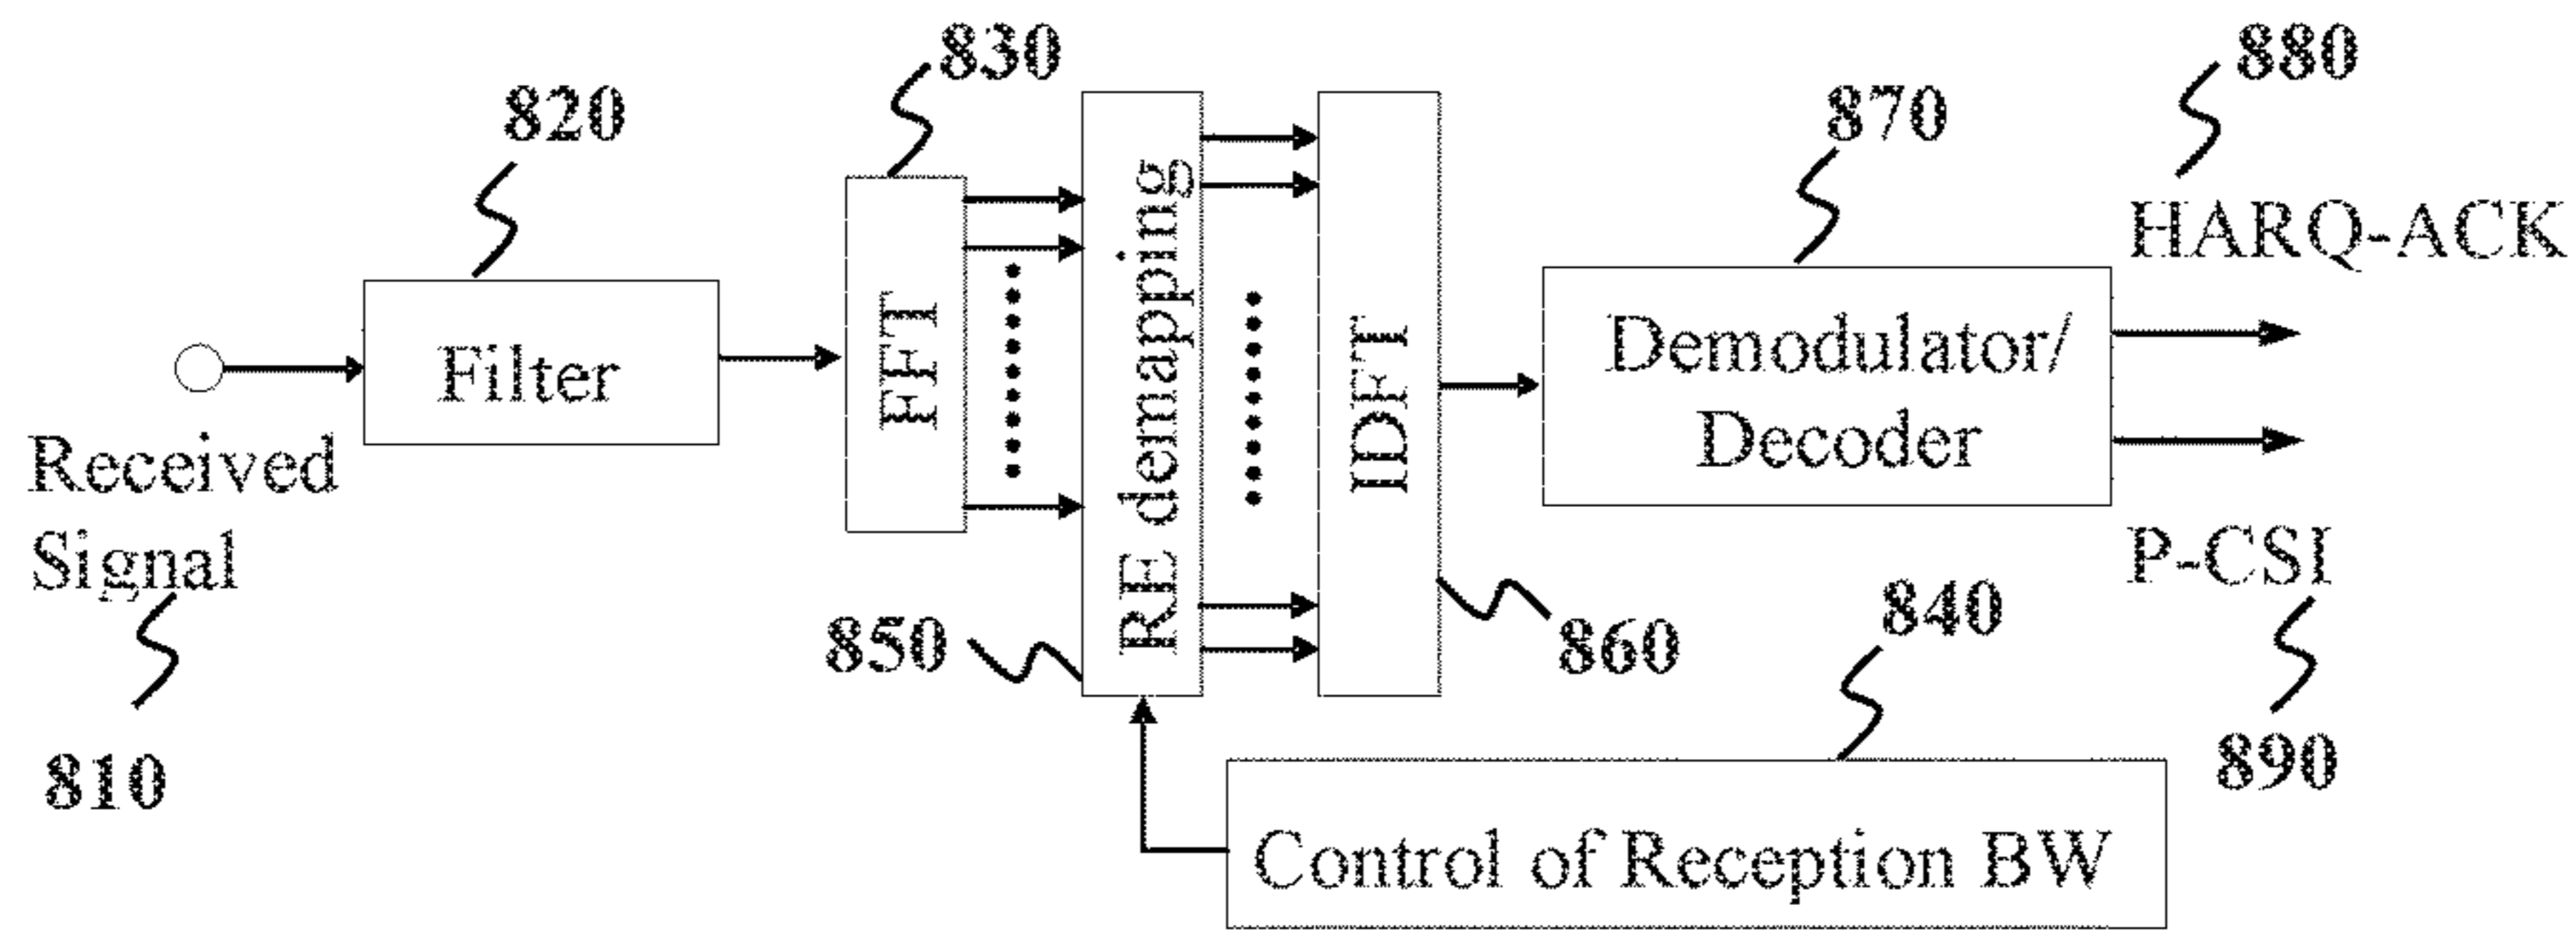 830
880
820
870
HARQ-ACK
FFT
RE demapping
IDFT
Filter
Demodulator/
Decoder
Received
Signal
P-CSI
850
860
840
810
890
Control of Reception BW